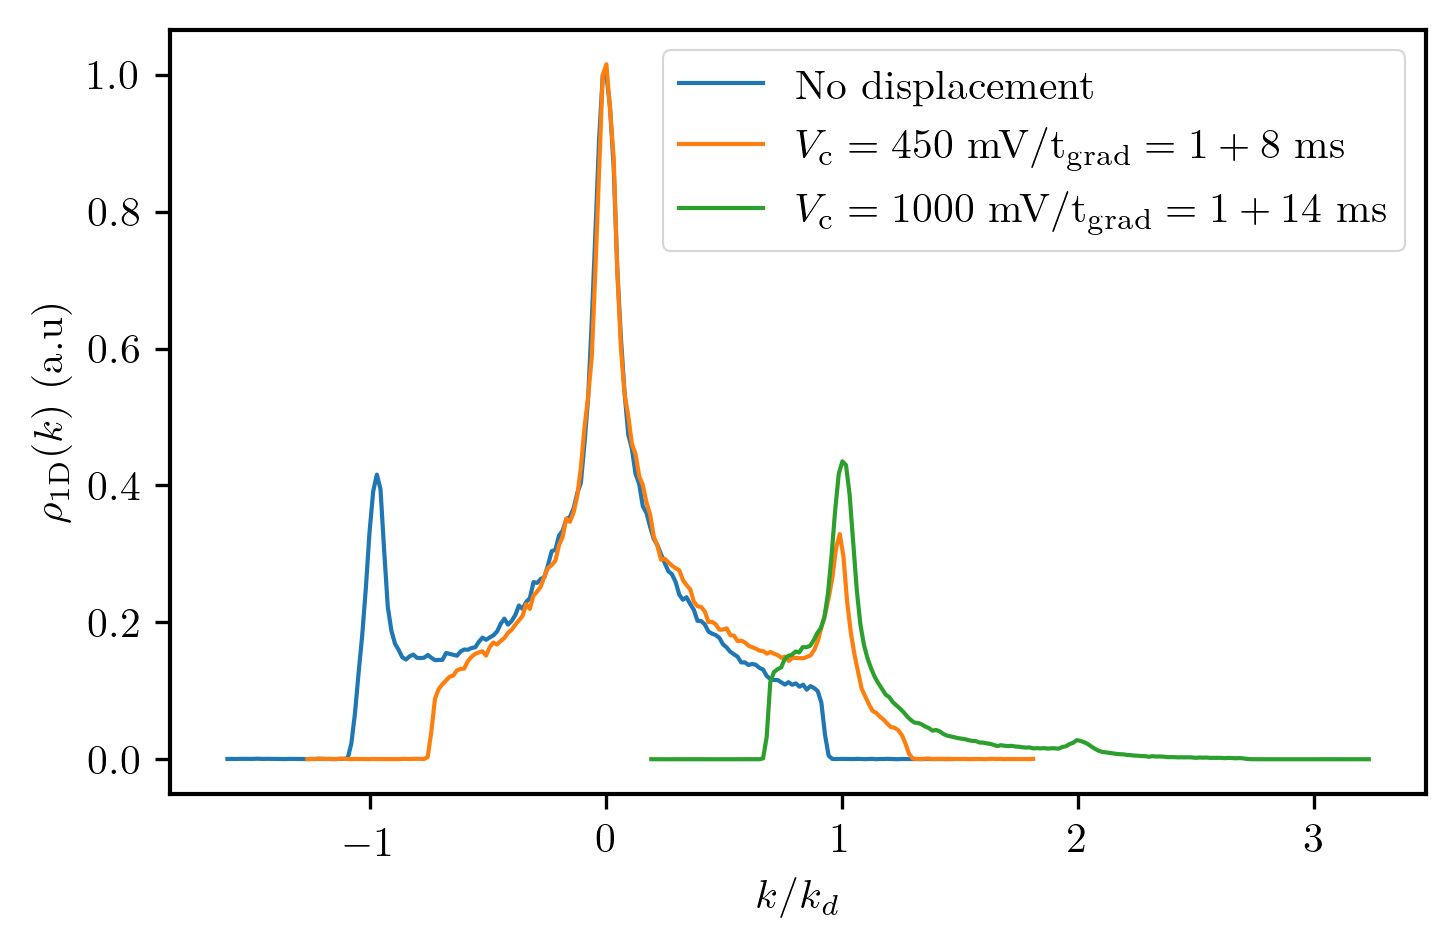 No displacement
V_c = 450 mV/t_grad = 1 + 8 ms
V_c = 1000 mV/t_grad = 1 + 14 ms
ρ_1D(k) (a.u)
1.0
0.8
0.6
0.4
0.2
0.0
−1 0 1 2 3
k/k_d